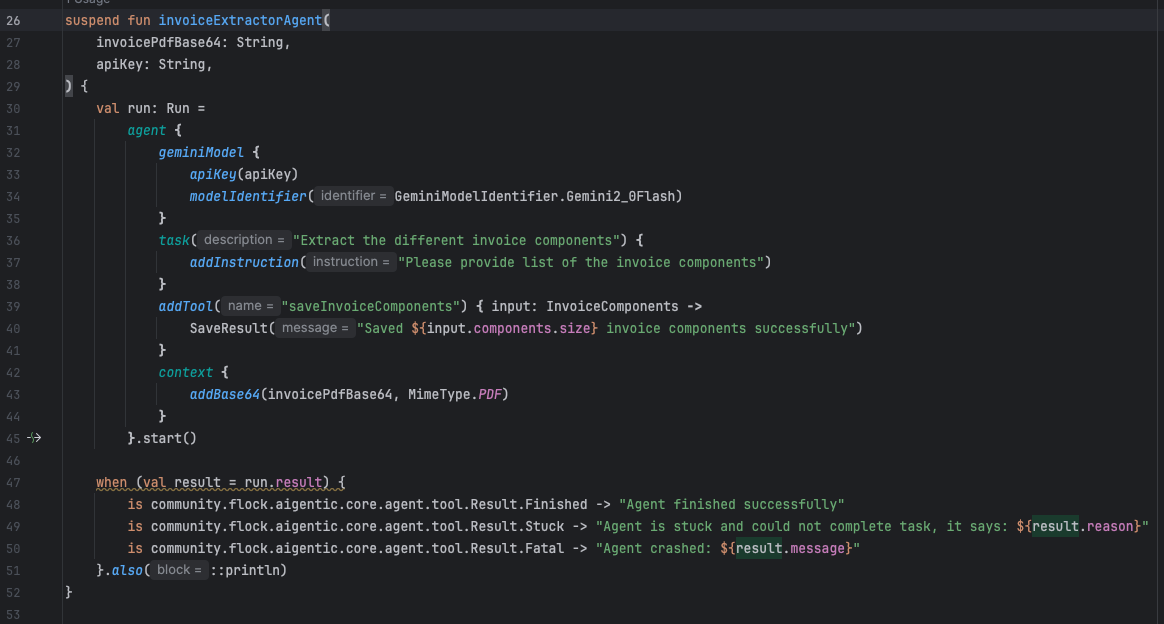 26 suspend fun invoiceExtractorAgent(
27 invoicePdfBase64: String,
28 apiKey: String,
29 ) {
30 val run: Run =
31 agent {
32 geminiModel {
33 apiKey(apiKey)
34 modelIdentifier( identifier = GeminiModelIdentifier.Gemini2_0Flash)
35 }
36 task( description = "Extract the different invoice components") {
37 addInstruction( instruction = "Please provide list of the invoice components")
38 }
39 addTool( name = "saveInvoiceComponents") { input: InvoiceComponents ->
40 SaveResult( message = "Saved ${input.components.size} invoice components successfully")
41 }
42 context {
43 addBase64(invoicePdfBase64, MimeType.PDF)
44 }
45 }.start()
46
47 when (val result = run.result) {
48 is community.flock.aigentic.core.agent.tool.Result.Finished -> "Agent finished successfully"
49 is community.flock.aigentic.core.agent.tool.Result.Stuck -> "Agent is stuck and could not complete task, it says: ${result.reason}"
50 is community.flock.aigentic.core.agent.tool.Result.Fatal -> "Agent crashed: ${result.message}"
51 }.also( block = ::println)
52 }
53